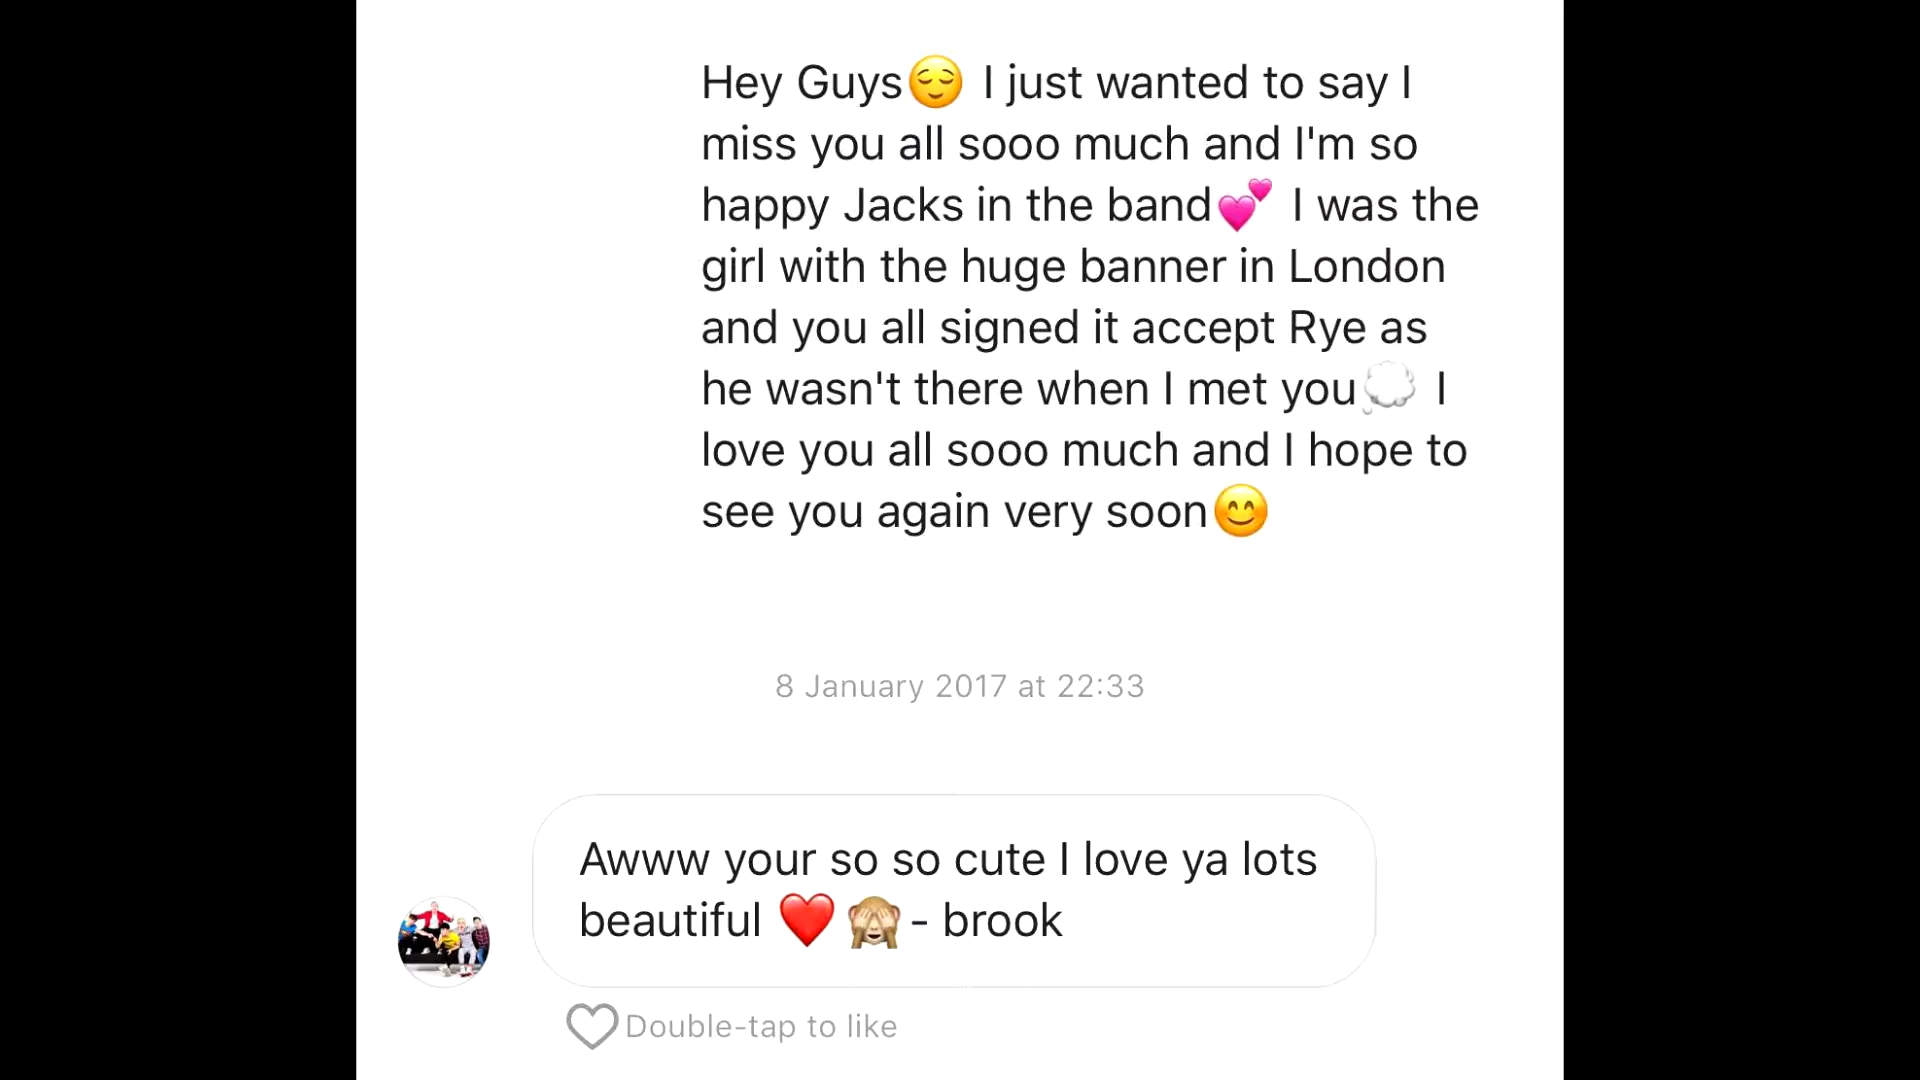 Hey Guys😌 I just wanted to say I
miss you all sooo much and I'm so
happy Jacks in the band💕 I was the
girl with the huge banner in London
and you all signed it accept Rye as
he wasn't there when I met you💭 I
love you all sooo much and I hope to
see you again very soon😊
8 January 2017 at 22:33
Awww your so so cute I love ya lots
beautiful ❤️🙈- brook
Double-tap to like